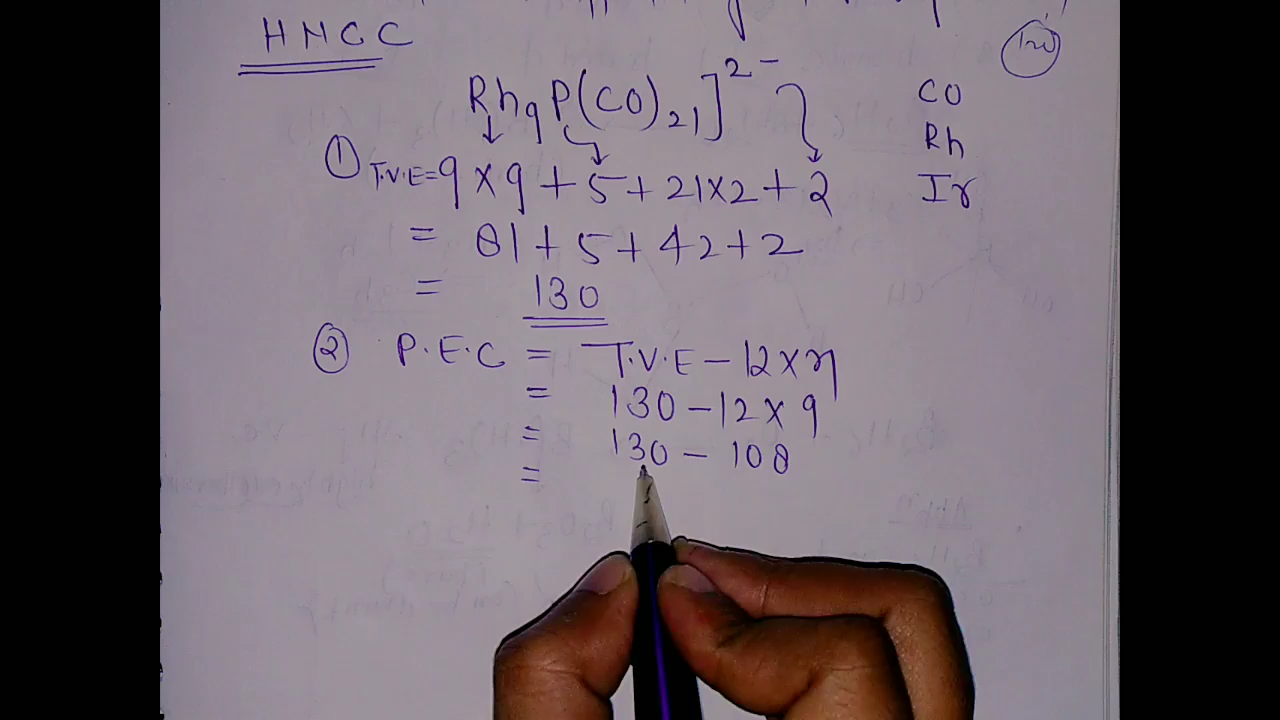 HNCC
Rh9P(CO)21]2-
CO
Rh
Ir
① T.V.E=9×9+5+21×2+2
= 81+5+42+2
= 130
② P.E.C = T.V.E-12×n
= 130-12×9
= 130-108
=